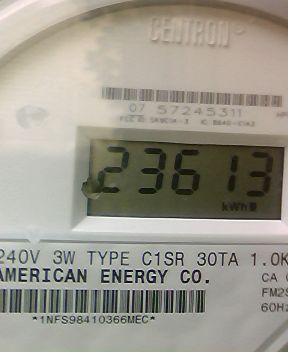 CENTRON
07 57245311
23613
kWh
240V 3W TYPE C1SR 30TA 1.0K
AMERICAN ENERGY CO.
CA
FM2S
60Hz
*1NFS98410366MEC*